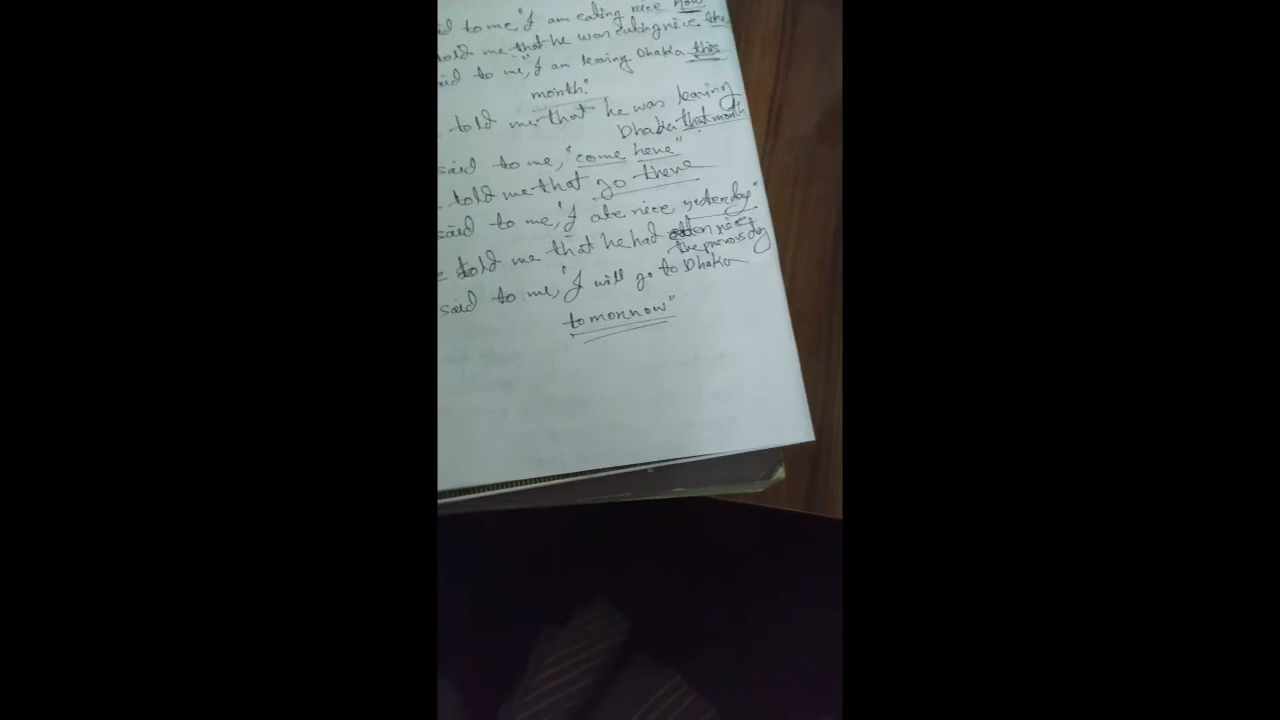 to me, "I am eating rice now
told me that he was eating rice the
said to me, "I am leaving Dhaka this
month."
told me that he was leaving
Dhaka that month
said to me, "come here"
told me that go there
said to me, "I ate rice yesterday"
told me that he had eaten rice
the previous dy
said to me, "I will go to Dhaka
tomorrow"